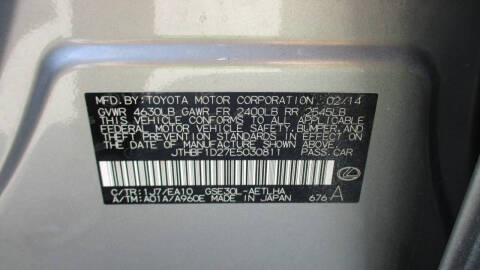 MFD.BY:TOYOTA MOTOR CORPORATION 02/14
GVWR 4630LB GAWR FR 2400LB RR 2545LB
THIS VEHICLE CONFORMS TO ALL APPLICABLE
FEDERAL MOTOR VEHICLE SAFETY,BUMPER,AND
THEFT PREVENTION STANDARDS IN EFFECT ON
THE DATE OF MANUFACTURE SHOWN ABOVE.
JTHBF1D27E5030811 PASS.CAR
C/TR:1J7/EA10 GSE30L-AETLHA
A/TM:A01A/A960E MADE IN JAPAN 676 A